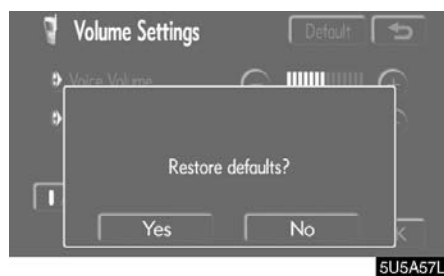 Volume Settings
Default
Voice Volume
Restore defaults?
Yes
No
K
5U5A57L